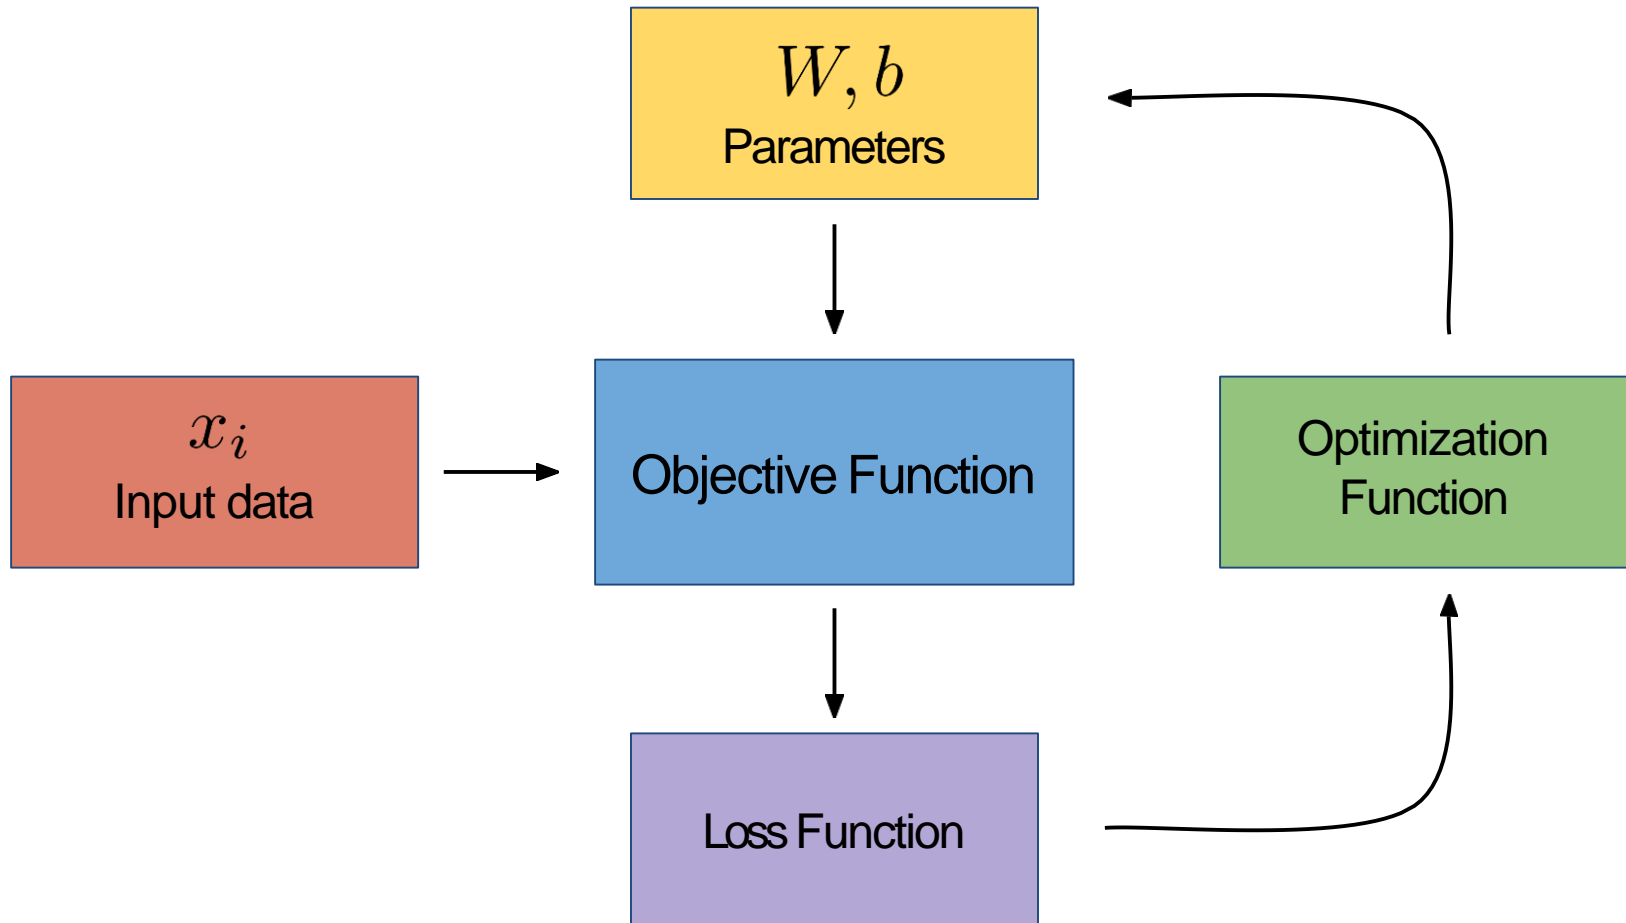 W, b
Parameters
x_i
Input data
Objective Function
Optimization
Function
Loss Function